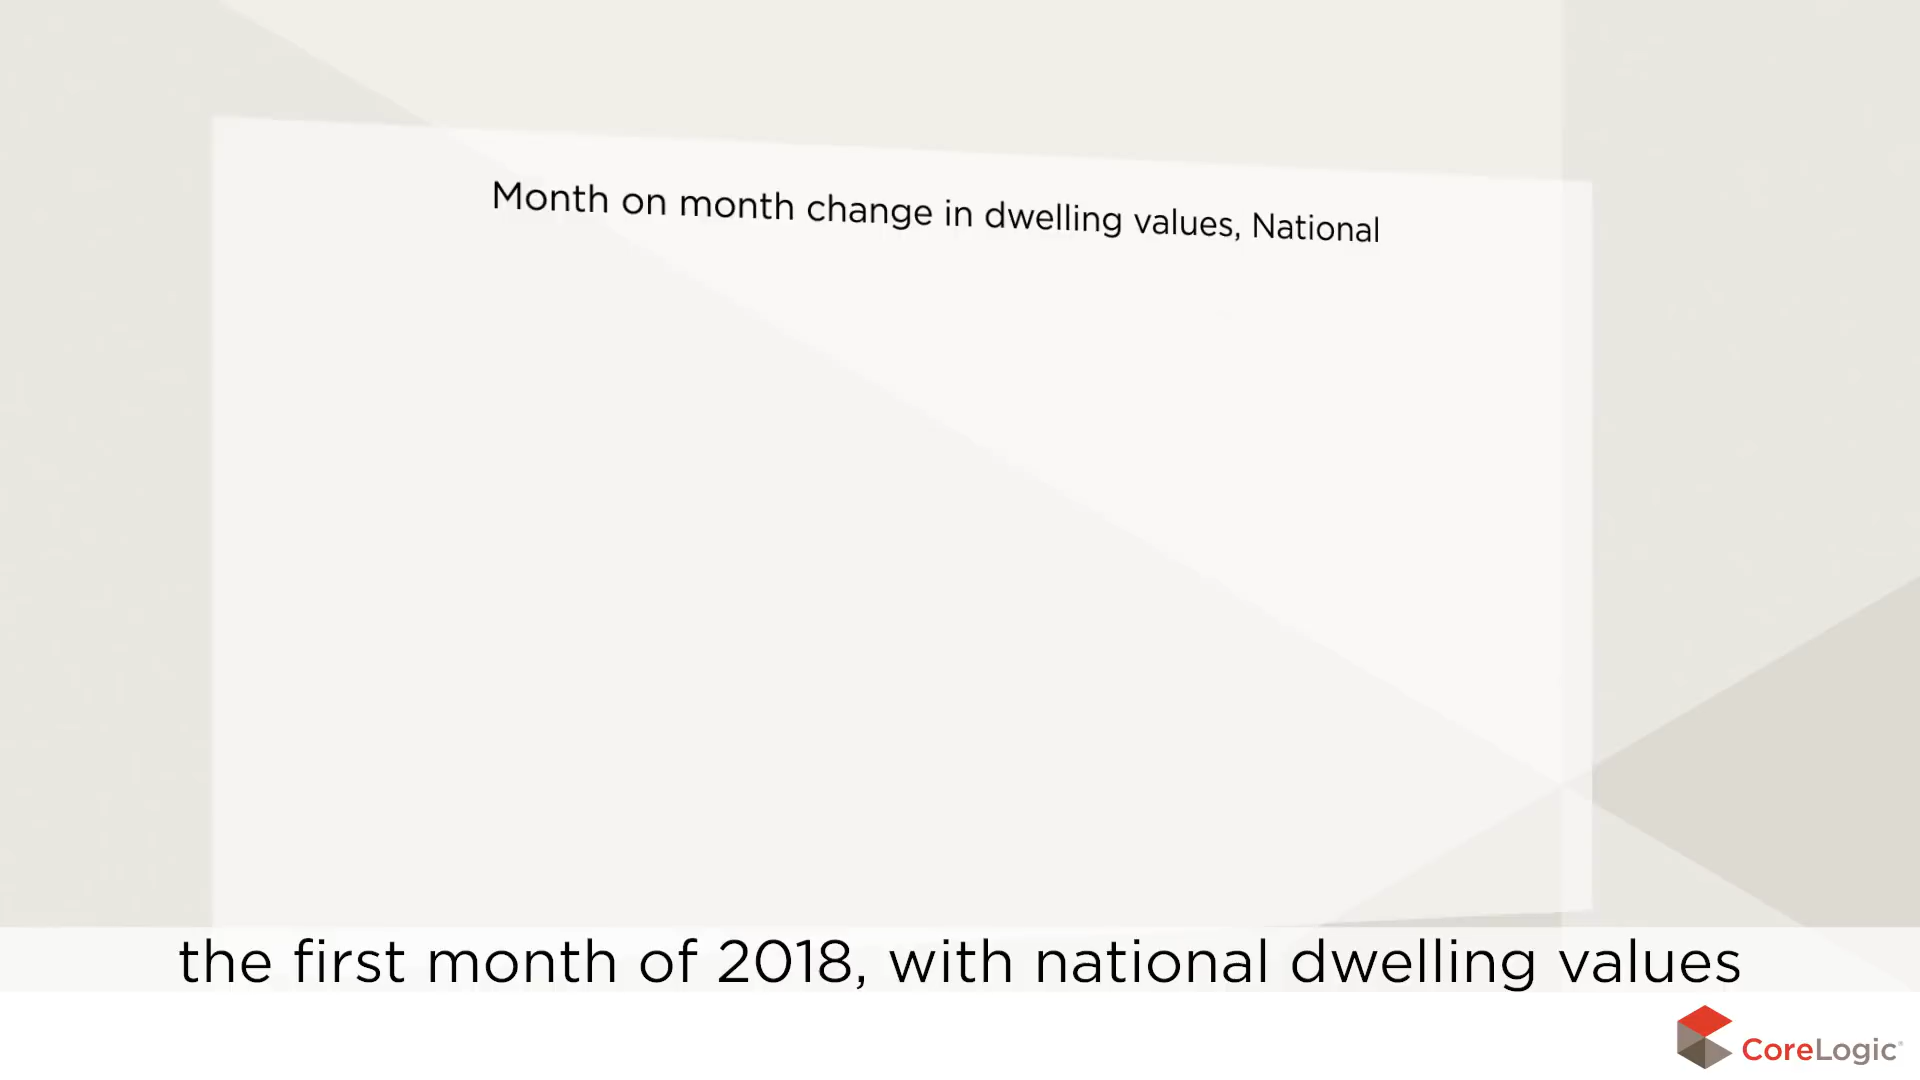 Month on month change in dwelling values, National
the first month of 2018, with national dwelling values
CoreLogic